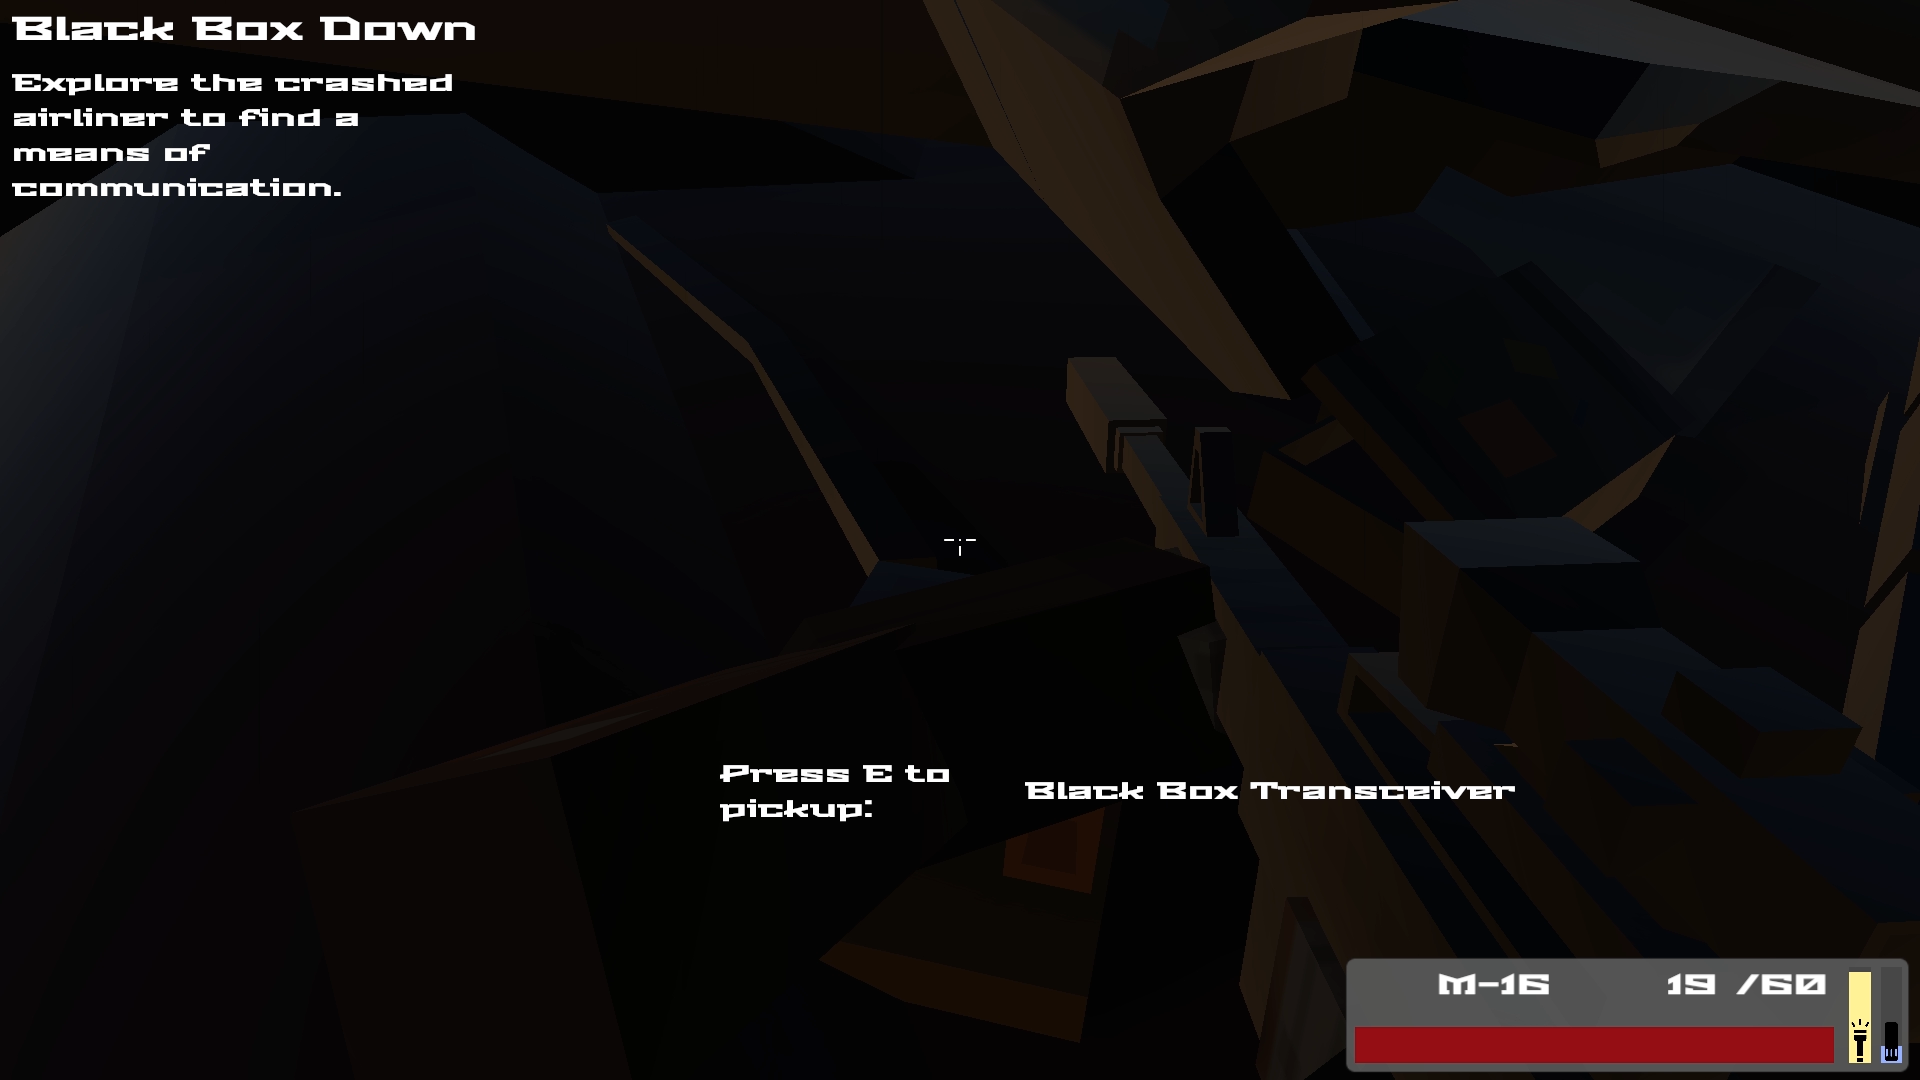 Black Box Down
Explore the crashed
airliner to find a
means of
communication.
Press E to
pickup:
Black Box Transceiver
M-16 19 /60